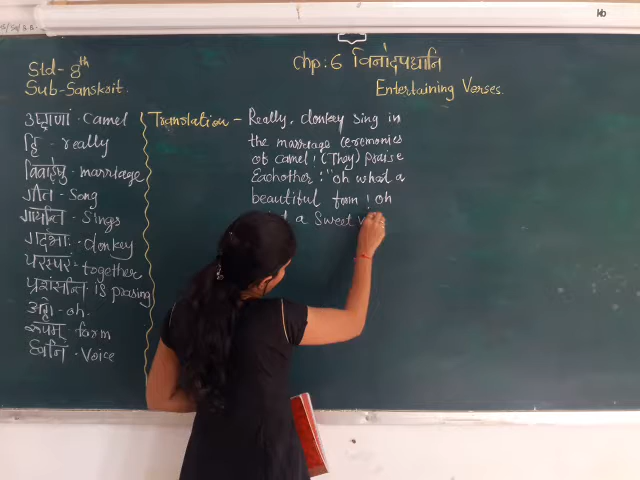 Std - 8th
Sub-Sanskrit.
Chp: 6 विनोदपद्यानि
Entertaining Verses.
उष्ट्राणां - Camel
हि - really
विवाहेषु - marriage
गीत - Song
गायन्ति - Sings
गर्दभाः - donkey
परस्परं - together
प्रशंसन्ति - is prasing
अहो - oh.
रूपम् - form
ध्वनि - Voice
Translation - Really, donkey sing in
the marriage ceremonies
of camel! (They) praise
Eachother : "oh what a
beautiful form ! oh
a Sweet